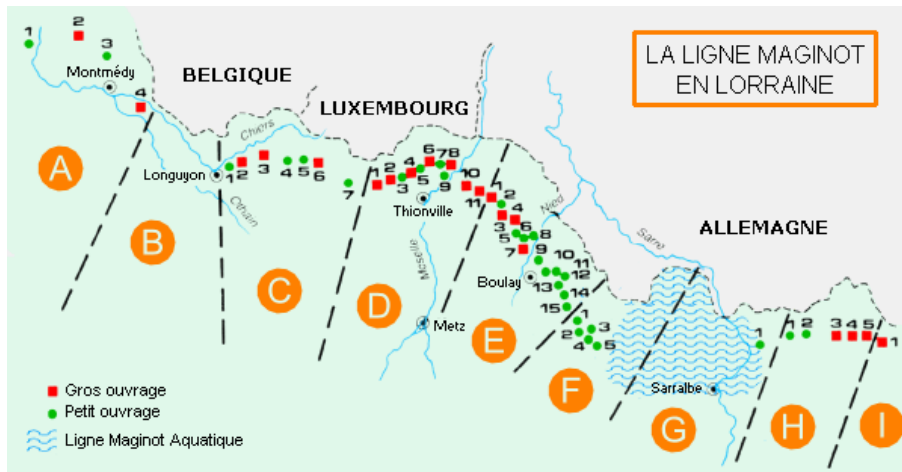 LA LIGNE MAGINOT
EN LORRAINE
1
2
3
Montmédy
4
BELGIQUE
LUXEMBOURG
ALLEMAGNE
Chiers
Longuyon
Othain
1
2
3
4
5
6
7
1
2
3
4
5
6
7
8
9
10
11
Thionville
Moselle
Metz
1
2
3
4
5
6
7
8
9
10
11
12
13
14
15
Nied
Boulay
Sarre
1
2
3
4
5
Sarralbe
1
1
2
3
4
5
1
A
B
C
D
E
F
G
H
I
Gros ouvrage
Petit ouvrage
Ligne Maginot Aquatique